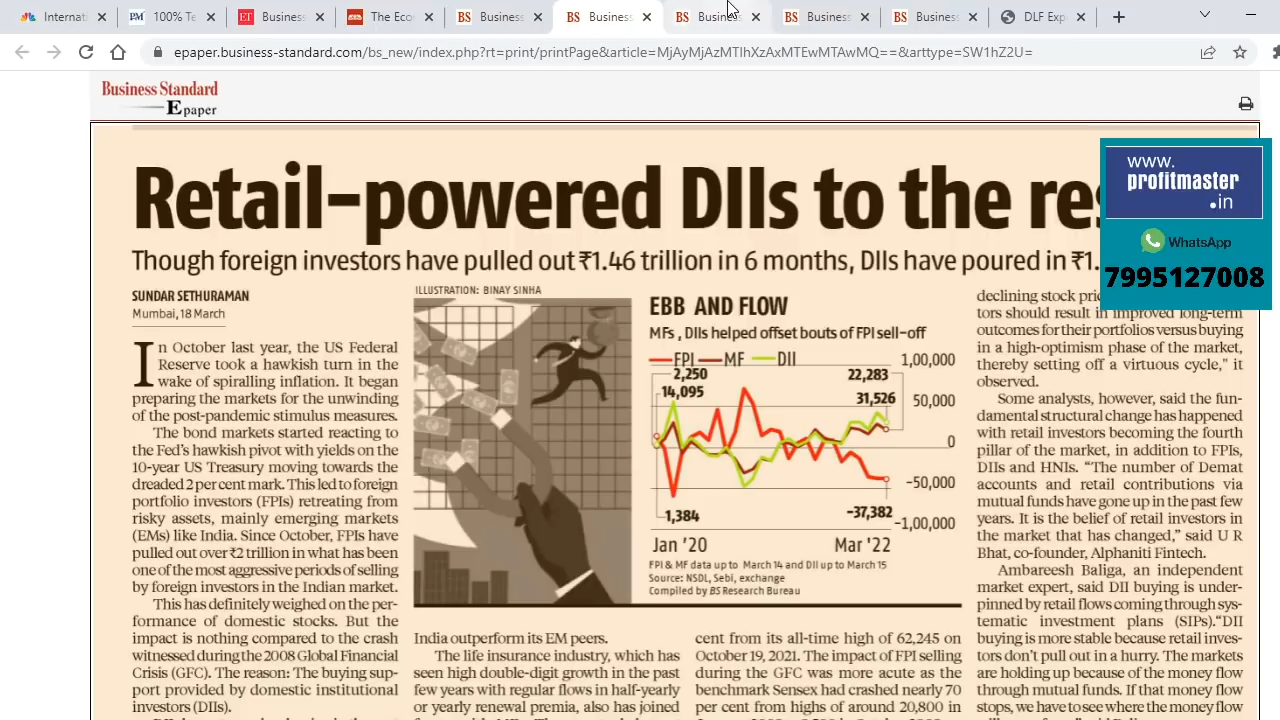 Internati
100% Te
Business
The Eco
Business
Business
Busin
Business
Business
DLF Exp
epaper.business-standard.com/bs_new/index.php?rt=print/printPage&article=MjAyMjAzMTlhXzAxMTEwMTAwMQ==&arttype=SW1hZ2U=
Business Standard
Epaper
Retail-powered DIIs to the res
Though foreign investors have pulled out ₹1.46 trillion in 6 months, DIIs have poured in ₹1.
www.
profitmaster
.in
WhatsApp
7995127008
SUNDAR SETHURAMAN
Mumbai, 18 March
In October last year, the US Federal
Reserve took a hawkish turn in the
wake of spiralling inflation. It began
preparing the markets for the unwinding
of the post-pandemic stimulus measures.
The bond markets started reacting to
the Fed's hawkish pivot with yields on the
10-year US Treasury moving towards the
dreaded 2 per cent mark. This led to foreign
portfolio investors (FPIs) retreating from
risky assets, mainly emerging markets
(EMs) like India. Since October, FPIs have
pulled out over ₹2 trillion in what has been
one of the most aggressive periods of selling
by foreign investors in the Indian market.
This has definitely weighed on the per-
formance of domestic stocks. But the
impact is nothing compared to the crash
witnessed during the 2008 Global Financial
Crisis (GFC). The reason: The buying sup-
port provided by domestic institutional
investors (DIIs).
ILLUSTRATION: BINAY SINHA
EBB AND FLOW
MFs, DIIs helped offset bouts of FPI sell-off
FPI MF DII
1,00,000
2,250
22,283
14,095
31,526
50,000
0
-50,000
1,384
-37,382
-1,00,000
Jan '20
Mar '22
FPI & MF data up to March 14 and DII up to March 15
Source: NSDL, Sebi, exchange
Compiled by BS Research Bureau
India outperform its EM peers.
The life insurance industry, which has
seen high double-digit growth in the past
few years with regular flows in half-yearly
or yearly renewal premia, also has joined
cent from its all-time high of 62,245 on
October 19, 2021. The impact of FPI selling
during the GFC was more acute as the
benchmark Sensex had crashed nearly 70
per cent from highs of around 20,800 in
declining stock pric
tors should result in improved long-term
outcomes for their portfolios versus buying
in a high-optimism phase of the market,
thereby setting off a virtuous cycle," it
observed.
Some analysts, however, said the fun-
damental structural change has happened
with retail investors becoming the fourth
pillar of the market, in addition to FPIs,
DIIs and HNIs. "The number of Demat
accounts and retail contributions via
mutual funds have gone up in the past few
years. It is the belief of retail investors in
the market that has changed," said U R
Bhat, co-founder, Alphaniti Fintech.
Ambareesh Baliga, an independent
market expert, said DII buying is under-
pinned by retail flows coming through sys-
tematic investment plans (SIPs). "DII
buying is more stable because retail inves-
tors don't pull out in a hurry. The markets
are holding up because of the money flow
through mutual funds. If that money flow
stops, we have to see where the money flow